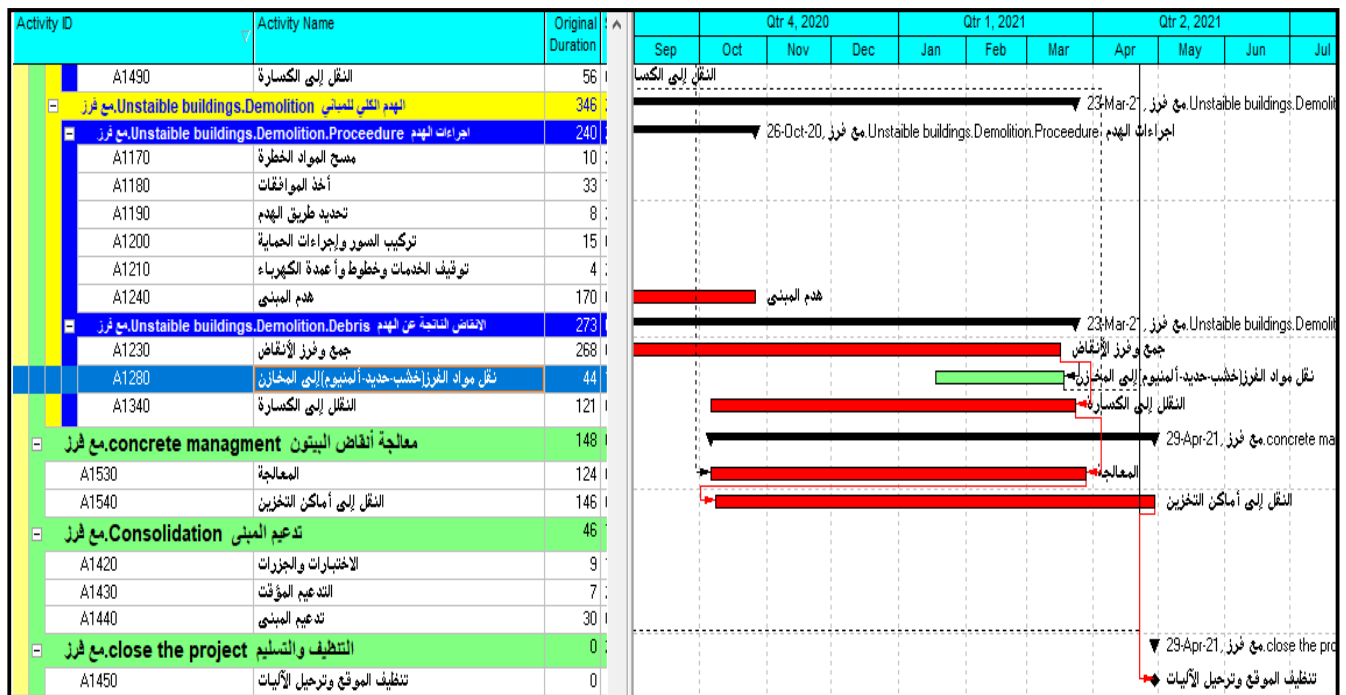 Activity ID Activity Name Original Duration Qtr 4, 2020 Qtr 1, 2021 Qtr 2, 2021
Sep Oct Nov Dec Jan Feb Mar Apr May Jun Jul
A1490 النقل إلى الكسارة 56 النقل إلى الكسا
الهدم الكلي للمباني Unstaible buildings.Demolition.مع فرز 346 23-Mar-21, مع فرز.Unstaible buildings.Demolit
اجراءات الهدم Unstaible buildings.Demolition.Proceedure.مع فرز 240 26-Oct-20, مع فرز.Unstaible buildings.Demolition.Proceedure اجراءات الهدم
A1170 مسح المواد الخطرة 10
A1180 أخذ الموافقات 33
A1190 تحديد طريق الهدم 8
A1200 تركيب السور وإجراءات الحماية 15
A1210 توقيف الخدمات وخطوط وأعمدة الكهرباء 4
A1240 هدم المبنى 170 هدم المبنى
الانقاض الناتجة عن الهدم Unstaible buildings.Demolition.Debris.مع فرز 273 23-Mar-21, مع فرز.Unstaible buildings.Demolit
A1230 جمع وفرز الأنقاض 268 جمع وفرز الأنقاض
A1280 نقل مواد الفرز(خشب-حديد-ألمنيوم)إلى المخازن 44 نقل مواد الفرز(خشب-حديد-ألمنيوم)إلى المخازن
A1340 النقلل إلى الكسارة 121 النقلل إلى الكسارة
معالجة أنقاض البيتون concrete managment.مع فرز 148 29-Apr-21, مع فرز.concrete ma
A1530 المعالجة 124 المعالجة
A1540 النقل إلى أماكن التخزين 146 النقل إلى أماكن التخزين
تدعيم المبنى Consolidation.مع فرز 46
A1420 الاختبارات والجزرات 9
A1430 التدعيم المؤقت 7
A1440 تدعيم المبنى 30
التنظيف والتسليم close the project.مع فرز 0 29-Apr-21, مع فرز.close the pro
A1450 تنظيف الموقع وترحيل الآليات 0 تنظيف الموقع وترحيل الآليات